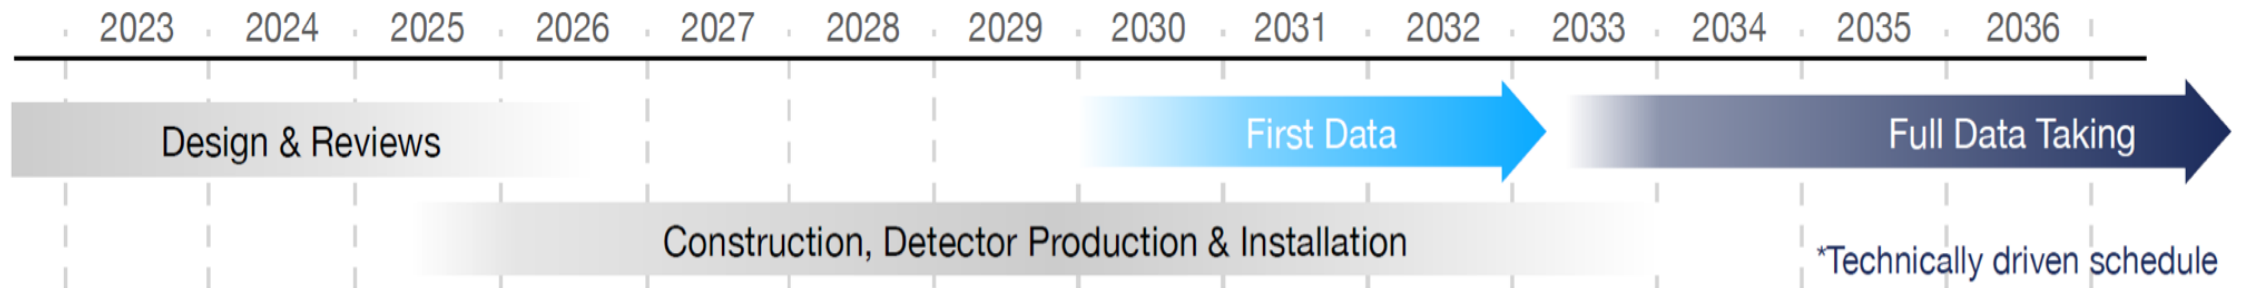 2023 2024 2025 2026 2027 2028 2029 2030 2031 2032 2033 2034 2035 2036
Design & Reviews
First Data
Full Data Taking
Construction, Detector Production & Installation
*Technically driven schedule